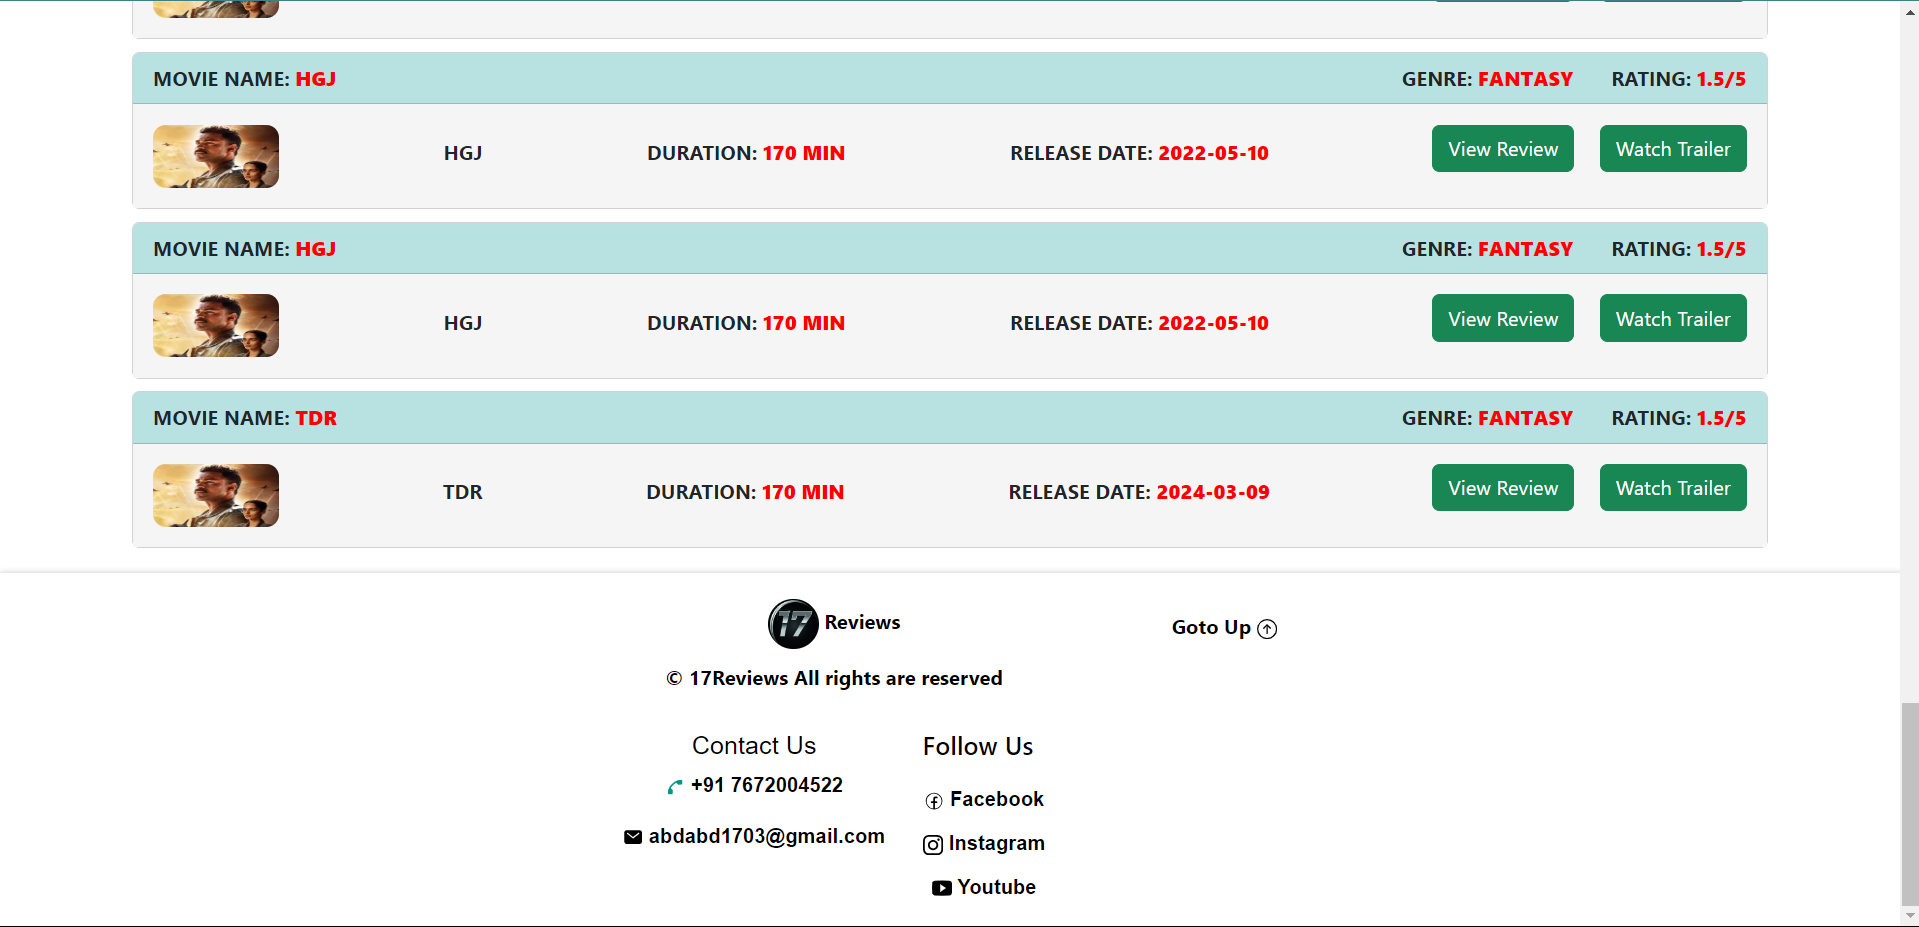 MOVIE NAME: HGJ GENRE: FANTASY RATING: 1.5/5
HGJ DURATION: 170 MIN RELEASE DATE: 2022-05-10 View Review Watch Trailer
MOVIE NAME: HGJ GENRE: FANTASY RATING: 1.5/5
HGJ DURATION: 170 MIN RELEASE DATE: 2022-05-10 View Review Watch Trailer
MOVIE NAME: TDR GENRE: FANTASY RATING: 1.5/5
TDR DURATION: 170 MIN RELEASE DATE: 2024-03-09 View Review Watch Trailer
17 Reviews Goto Up
© 17Reviews All rights are reserved
Contact Us Follow Us
+91 7672004522
Facebook
abdabd1703@gmail.com
Instagram
Youtube